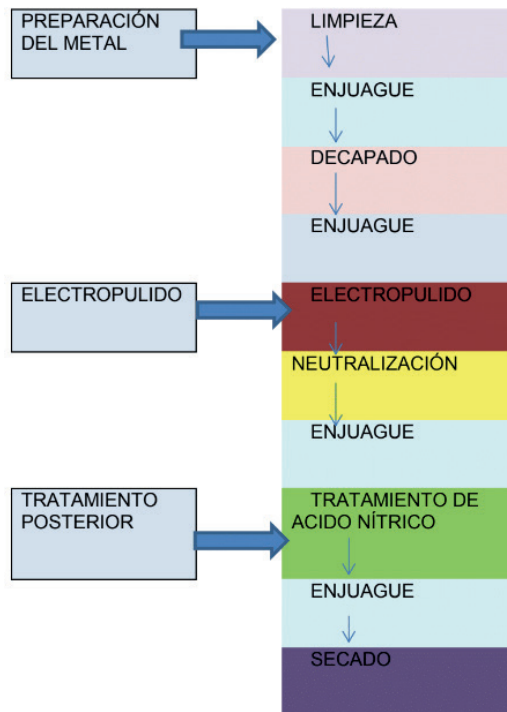 PREPARACIÓN
DEL METAL
LIMPIEZA
ENJUAGUE
DECAPADO
ENJUAGUE
ELECTROPULIDO
ELECTROPULIDO
NEUTRALIZACIÓN
ENJUAGUE
TRATAMIENTO
POSTERIOR
TRATAMIENTO DE
ACIDO NÍTRICO
ENJUAGUE
SECADO